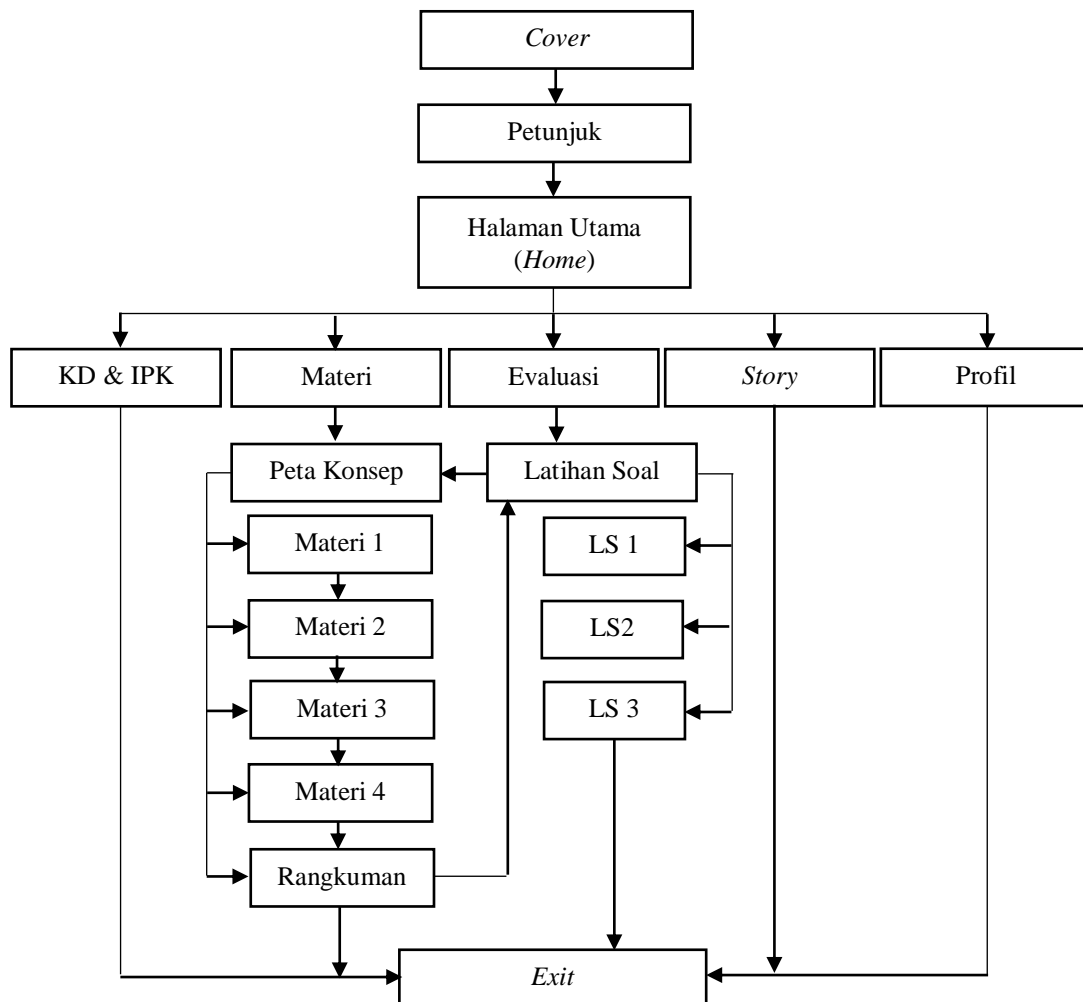 Cover
Petunjuk
Halaman Utama
(Home)
KD & IPK
Materi
Evaluasi
Story
Profil
Peta Konsep
Latihan Soal
Materi 1
LS 1
Materi 2
LS2
Materi 3
LS 3
Materi 4
Rangkuman
Exit